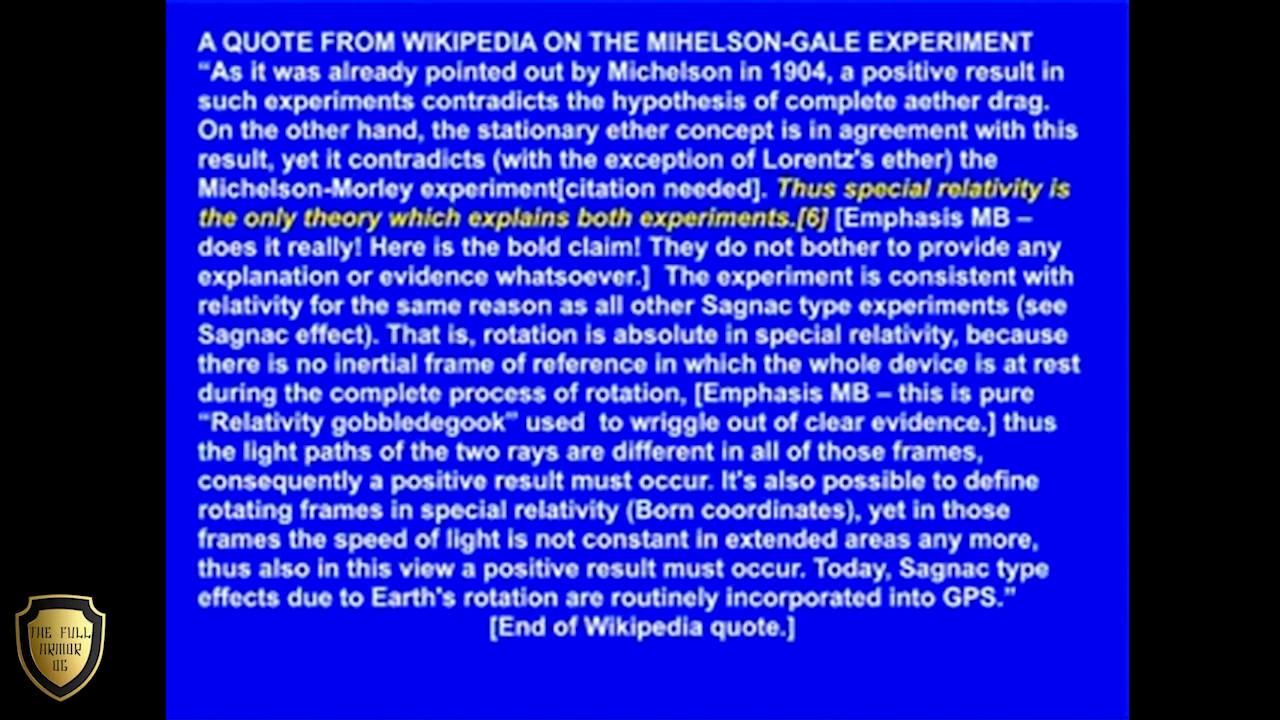 A QUOTE FROM WIKIPEDIA ON THE MIHELSON-GALE EXPERIMENT
“As it was already pointed out by Michelson in 1904, a positive result in
such experiments contradicts the hypothesis of complete aether drag.
On the other hand, the stationary ether concept is in agreement with this
result, yet it contradicts (with the exception of Lorentz's ether) the
Michelson-Morley experiment[citation needed]. Thus special relativity is
the only theory which explains both experiments.[6] [Emphasis MB –
does it really! Here is the bold claim! They do not bother to provide any
explanation or evidence whatsoever.] The experiment is consistent with
relativity for the same reason as all other Sagnac type experiments (see
Sagnac effect). That is, rotation is absolute in special relativity, because
there is no inertial frame of reference in which the whole device is at rest
during the complete process of rotation, [Emphasis MB – this is pure
“Relativity gobbledegook” used to wriggle out of clear evidence.] thus
the light paths of the two rays are different in all of those frames,
consequently a positive result must occur. It's also possible to define
rotating frames in special relativity (Born coordinates), yet in those
frames the speed of light is not constant in extended areas any more,
thus also in this view a positive result must occur. Today, Sagnac type
effects due to Earth's rotation are routinely incorporated into GPS.”
[End of Wikipedia quote.]
THE FULL
ARMOR
OG